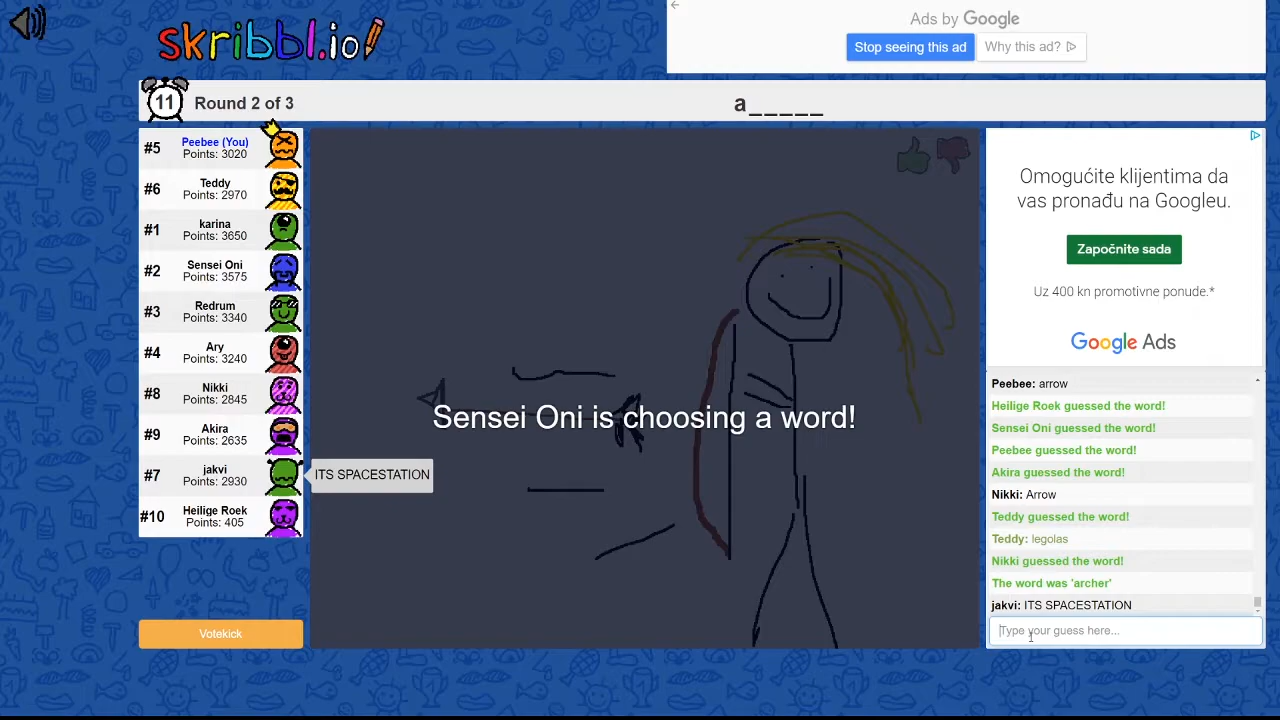 skribbl.io
Ads by Google
Stop seeing this ad
Why this ad?
11
Round 2 of 3
a_____
#5
Peebee (You)
Points: 3020
#6
Teddy
Points: 2970
#1
karina
Points: 3650
#2
Sensei Oni
Points: 3575
#3
Redrum
Points: 3340
#4
Ary
Points: 3240
#8
Nikki
Points: 2845
#9
Akira
Points: 2635
#7
jakvi
Points: 2930
ITS SPACESTATION
#10
Heilige Roek
Points: 405
Votekick
Sensei Oni is choosing a word!
Omogućite klijentima da
vas pronađu na Googleu.
Započnite sada
Uz 400 kn promotivne ponude.*
Google Ads
Peebee: arrow
Heilige Roek guessed the word!
Sensei Oni guessed the word!
Peebee guessed the word!
Akira guessed the word!
Nikki: Arrow
Teddy guessed the word!
Teddy: legolas
Nikki guessed the word!
The word was 'archer'
jakvi: ITS SPACESTATION
Type your guess here...